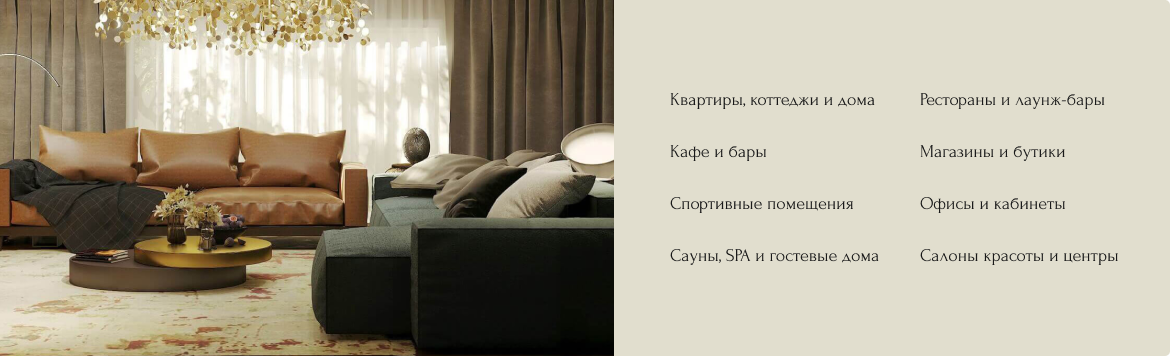 Квартиры, коттеджи и дома
Рестораны и лаунж-бары
Кафе и бары
Магазины и бутики
Спортивные помещения
Офисы и кабинеты
Сауны, SPA и гостевые дома
Салоны красоты и центры